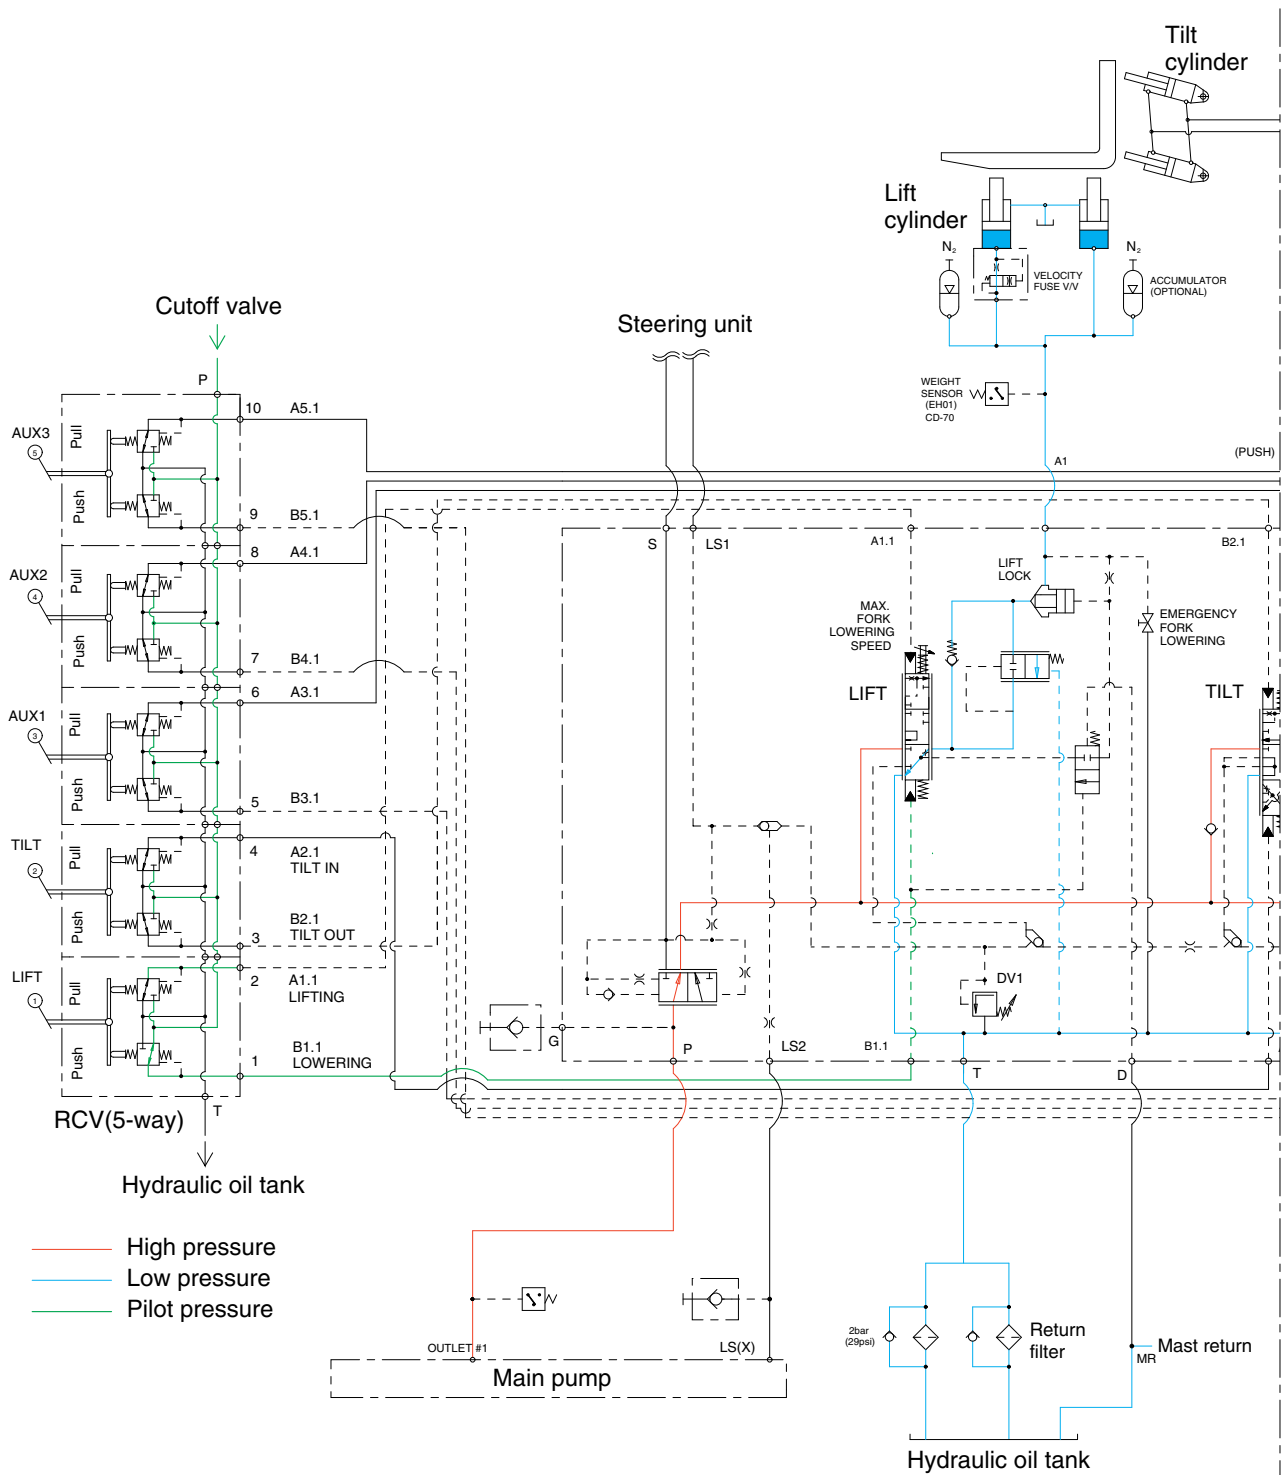 Tilt
cylinder
Lift
cylinder
N2
N2
VELOCITY
FUSE V/V
ACCUMULATOR
(OPTIONAL)
Cutoff valve
Steering unit
WEIGHT
SENSOR
(EH01)
CD-70
P
10 A5.1
AUX3
5
Pull
Push
9 B5.1
(PUSH)
A1
S
LS1
A1.1
B2.1
8 A4.1
AUX2
4
Pull
Push
7 B4.1
LIFT
LOCK
MAX.
FORK
LOWERING
SPEED
EMERGENCY
FORK
LOWERING
6 A3.1
AUX1
3
Pull
Push
5 B3.1
LIFT
TILT
TILT
2
Pull
Push
4 A2.1
TILT IN
B2.1
TILT OUT
3
LIFT
1
Pull
Push
2 A1.1
LIFTING
1 B1.1
LOWERING
DV1
G
P
LS2
B1.1
T
D
T
RCV(5-way)
Hydraulic oil tank
High pressure
Low pressure
Pilot pressure
OUTLET #1
LS(X)
Main pump
2bar
(29psi)
Return
filter
Mast return
MR
Hydraulic oil tank